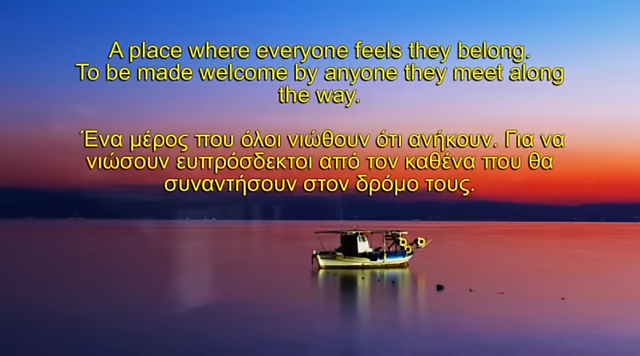 A place where everyone feels they belong.
To be made welcome by anyone they meet along
the way.
Ένα μέρος που όλοι νιώθουν ότι ανήκουν. Για να
νιώσουν ευπρόσδεκτοι από τον καθένα που θα
συναντήσουν στον δρόμο τους.